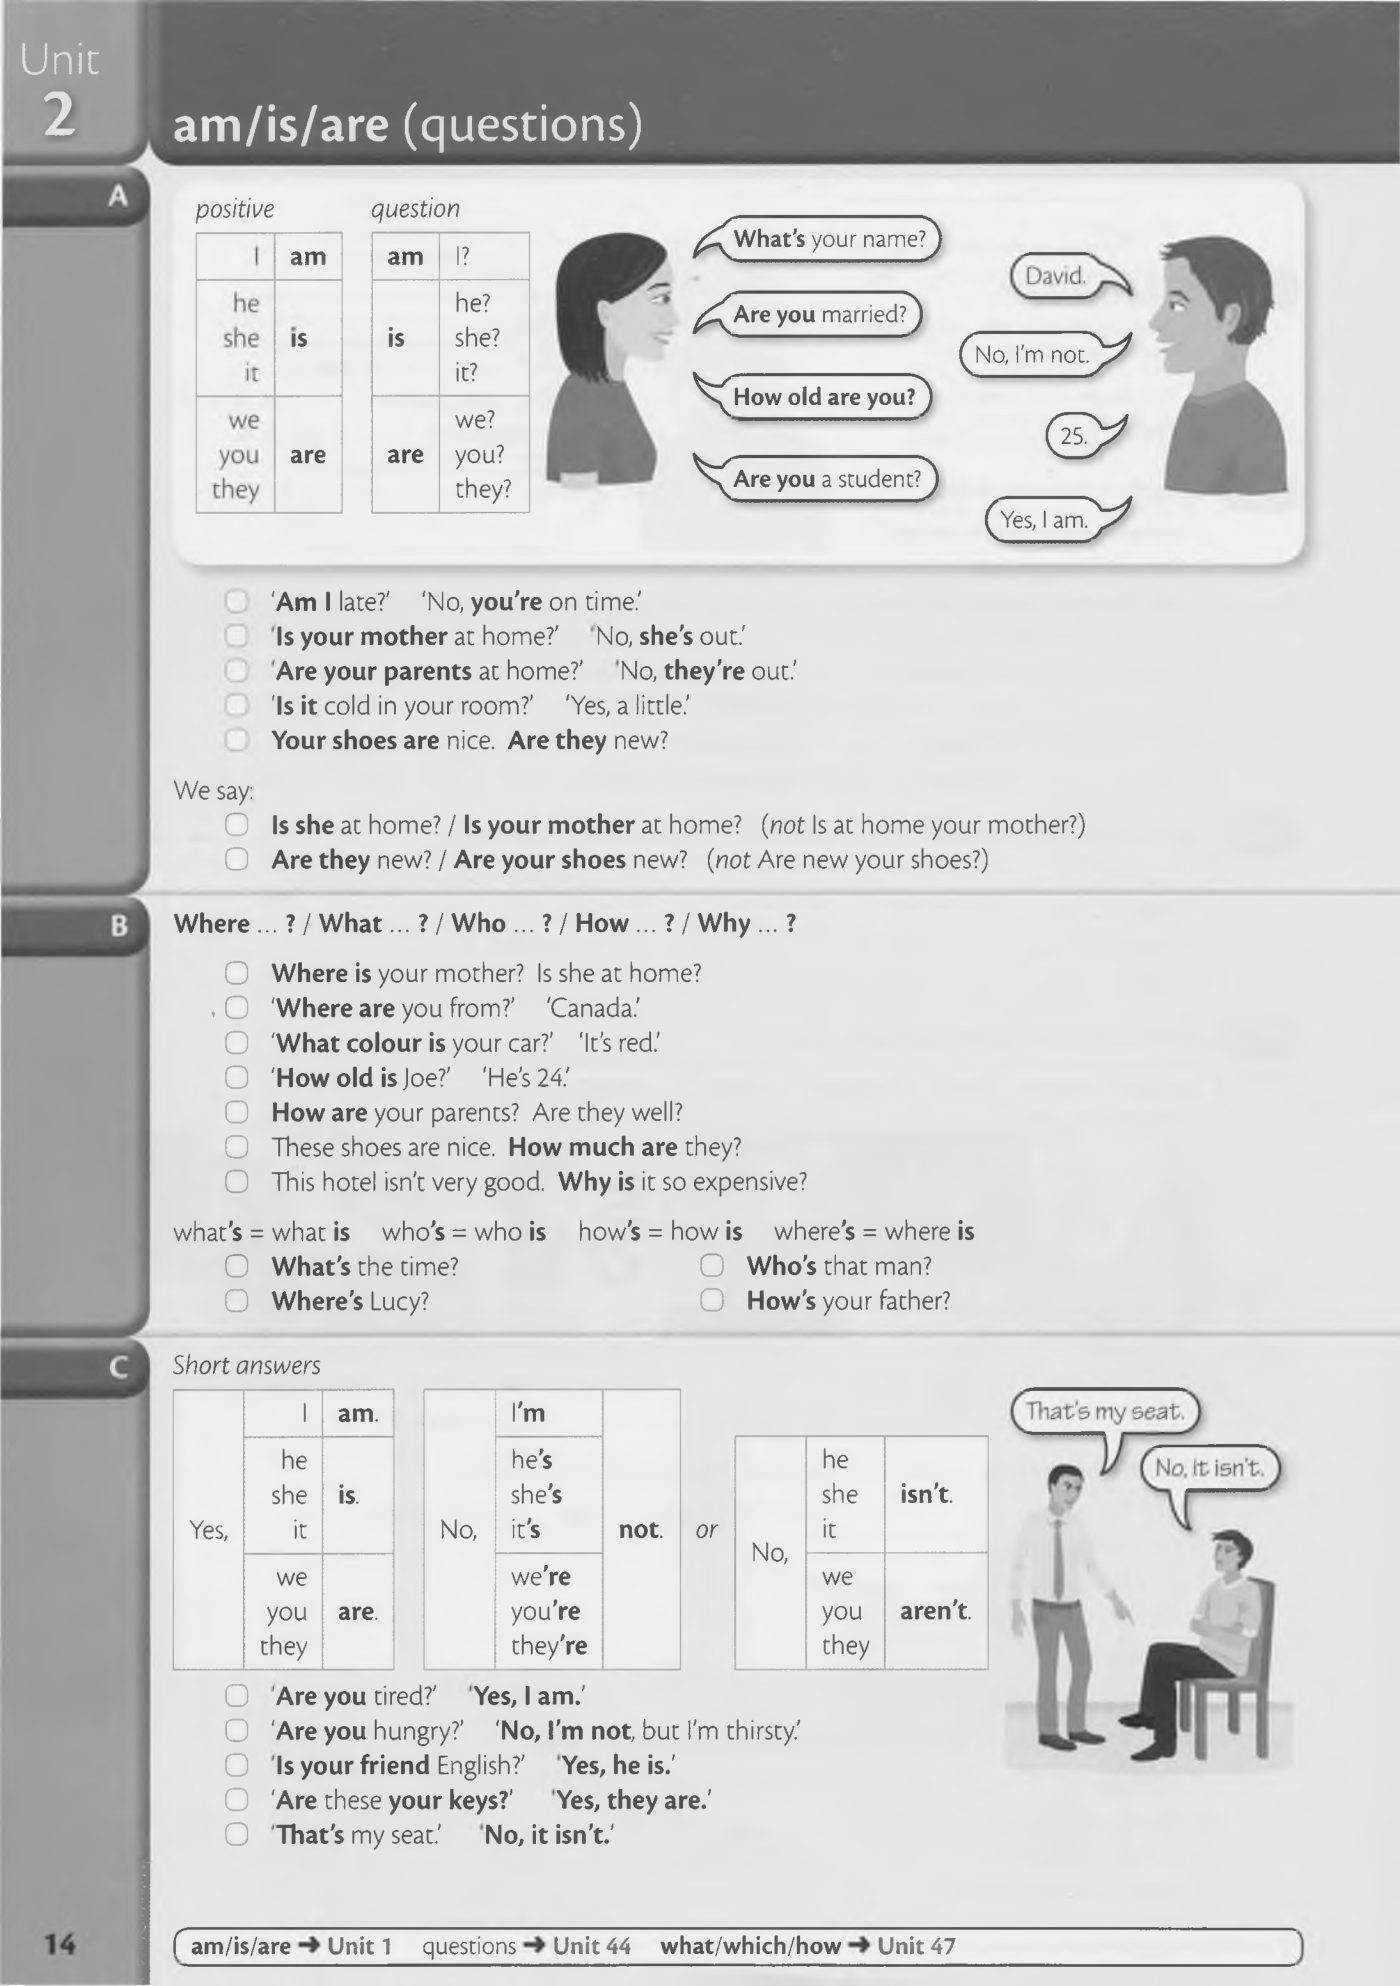 Unit
2
am/is/are (questions)
A
positive question
I am am I?
he he?
she is is she?
it it?
we we?
you are are you?
they they?
What's your name?
David.
Are you married?
No, I'm not.
How old are you?
25.
Are you a student?
Yes, I am.
'Am I late?' 'No, you're on time.'
'Is your mother at home?' 'No, she's out.'
'Are your parents at home?' 'No, they're out.'
'Is it cold in your room?' 'Yes, a little.'
Your shoes are nice. Are they new?
We say:
Is she at home? / Is your mother at home? (not Is at home your mother?)
Are they new? / Are your shoes new? (not Are new your shoes?)
B
Where ... ? / What ... ? / Who ... ? / How ... ? / Why ... ?
Where is your mother? Is she at home?
'Where are you from?' 'Canada.'
'What colour is your car?' 'It's red.'
'How old is Joe?' 'He's 24.'
How are your parents? Are they well?
These shoes are nice. How much are they?
This hotel isn't very good. Why is it so expensive?
what's = what is who's = who is how's = how is where's = where is
What's the time? Who's that man?
Where's Lucy? How's your father?
C
Short answers
Yes,
I am.
he
she is.
it
we
you are.
they
No,
I'm
he's
she's
it's
we're
you're
they're
not.
or
No,
he
she isn't.
it
we
you aren't.
they
That's my seat.
No, it isn't.
'Are you tired?' 'Yes, I am.'
'Are you hungry?' 'No, I'm not, but I'm thirsty.'
'Is your friend English?' 'Yes, he is.'
'Are these your keys?' 'Yes, they are.'
'That's my seat.' 'No, it isn't.'
14
am/is/are ➜ Unit 1 questions ➜ Unit 44 what/which/how ➜ Unit 47